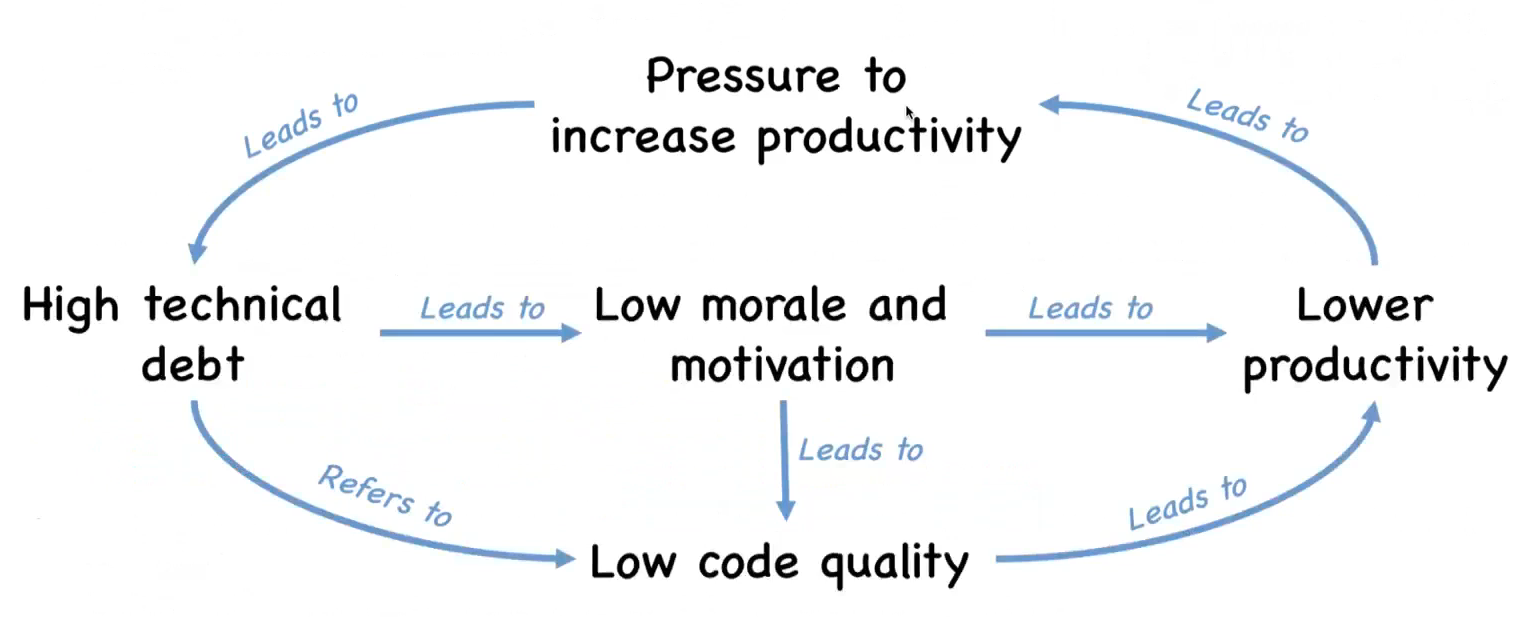 Pressure to
increase productivity
Leads to
Leads to
High technical
debt
Leads to
Low morale and
motivation
Leads to
Lower
productivity
Refers to
Leads to
Leads to
Low code quality